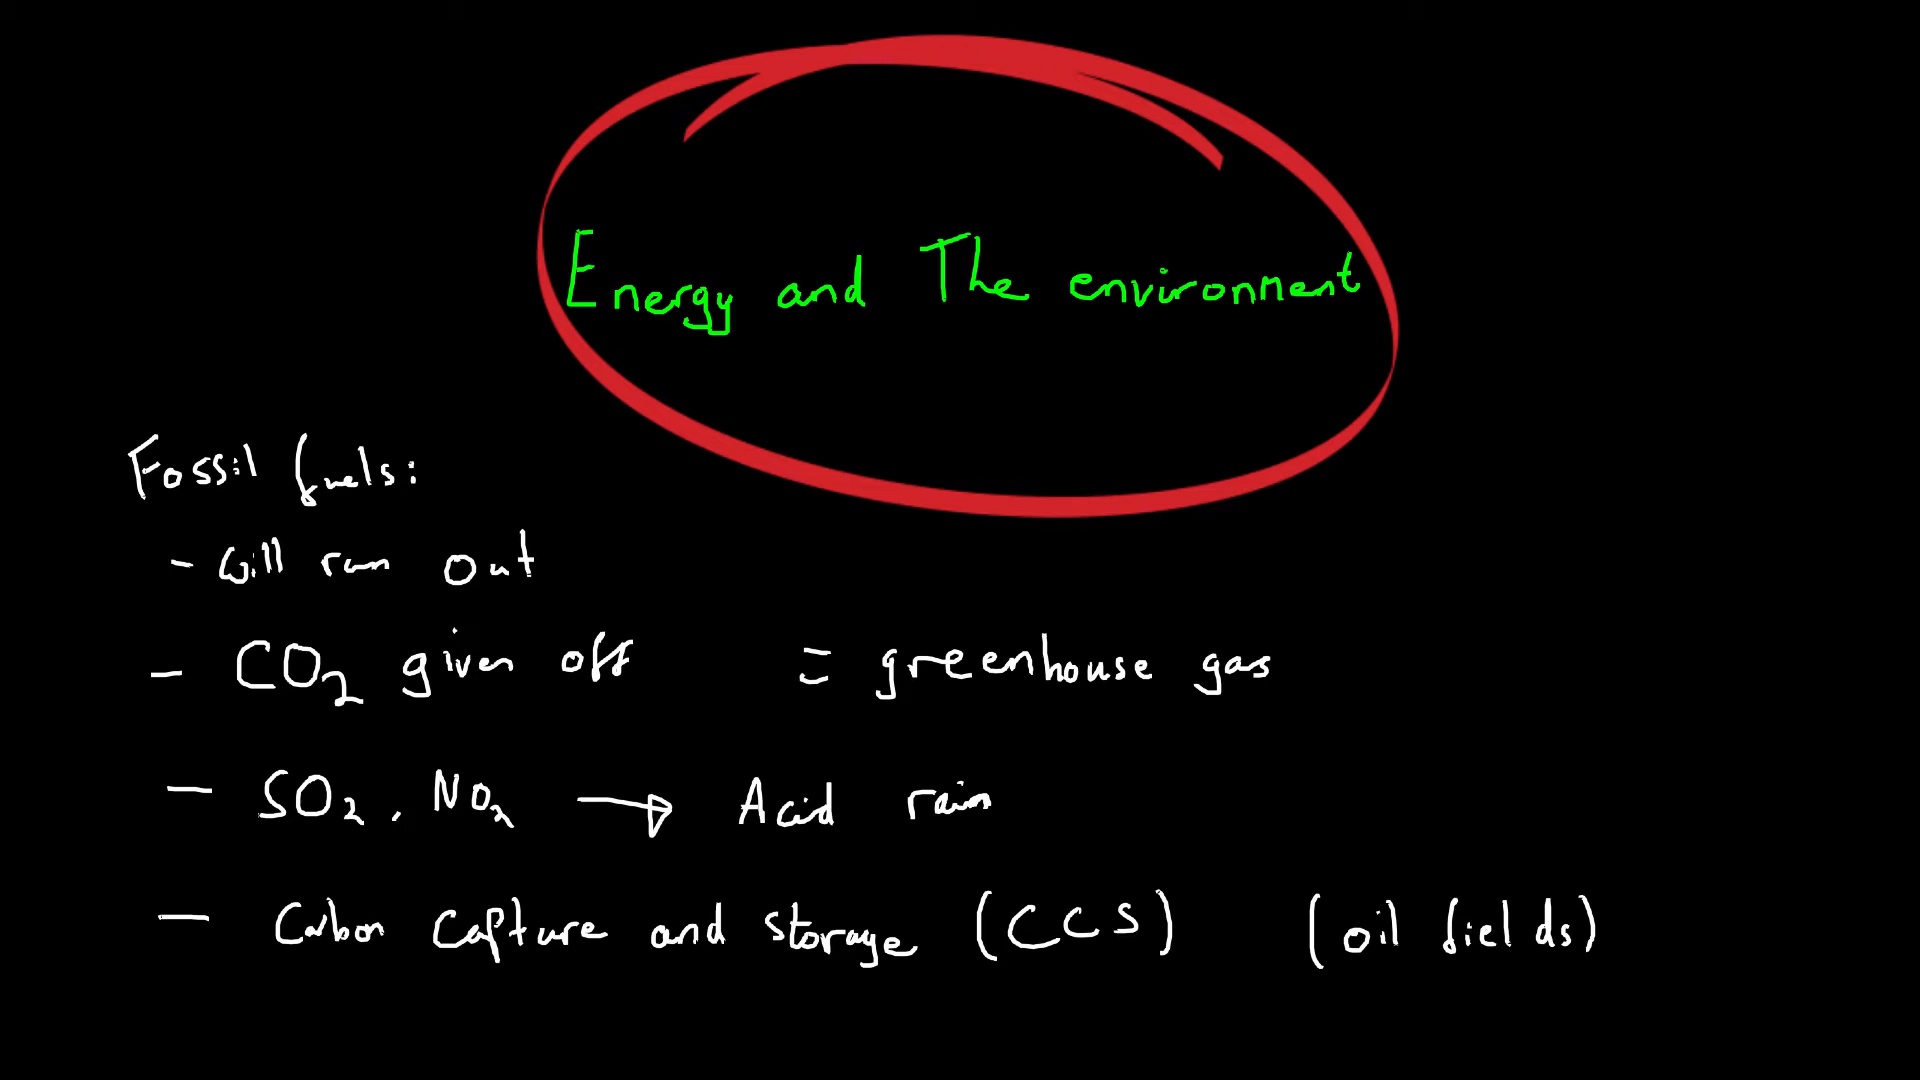 Energy and The environment
Fossil fuels:
- will run out
- CO₂ given off = greenhouse gas
- SO₂, NO₂ → Acid rain
- Carbon capture and storage (CCS) (oil fields)